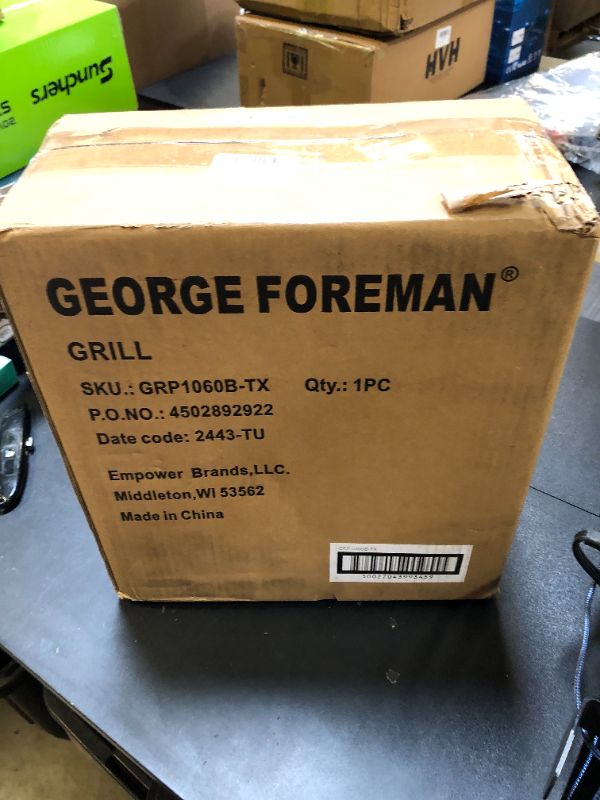 Sunchers
HVH
GEORGE FOREMAN®
GRILL
SKU.: GRP1060B-TX Qty.: 1PC
P.O.NO.: 4502892922
Date code: 2443-TU
Empower Brands,LLC.
Middleton,WI 53562
Made in China